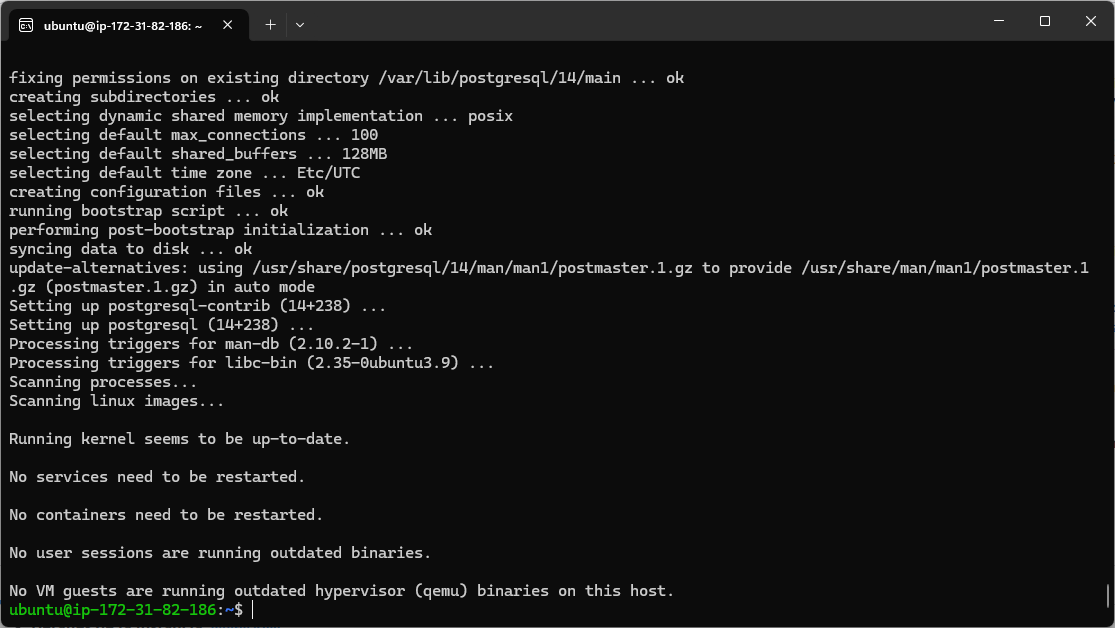 ubuntu@ip-172-31-82-186: ~
fixing permissions on existing directory /var/lib/postgresql/14/main ... ok
creating subdirectories ... ok
selecting dynamic shared memory implementation ... posix
selecting default max_connections ... 100
selecting default shared_buffers ... 128MB
selecting default time zone ... Etc/UTC
creating configuration files ... ok
running bootstrap script ... ok
performing post-bootstrap initialization ... ok
syncing data to disk ... ok
update-alternatives: using /usr/share/postgresql/14/man/man1/postmaster.1.gz to provide /usr/share/man/man1/postmaster.1
.gz (postmaster.1.gz) in auto mode
Setting up postgresql-contrib (14+238) ...
Setting up postgresql (14+238) ...
Processing triggers for man-db (2.10.2-1) ...
Processing triggers for libc-bin (2.35-0ubuntu3.9) ...
Scanning processes...
Scanning linux images...
Running kernel seems to be up-to-date.
No services need to be restarted.
No containers need to be restarted.
No user sessions are running outdated binaries.
No VM guests are running outdated hypervisor (qemu) binaries on this host.
ubuntu@ip-172-31-82-186:~$